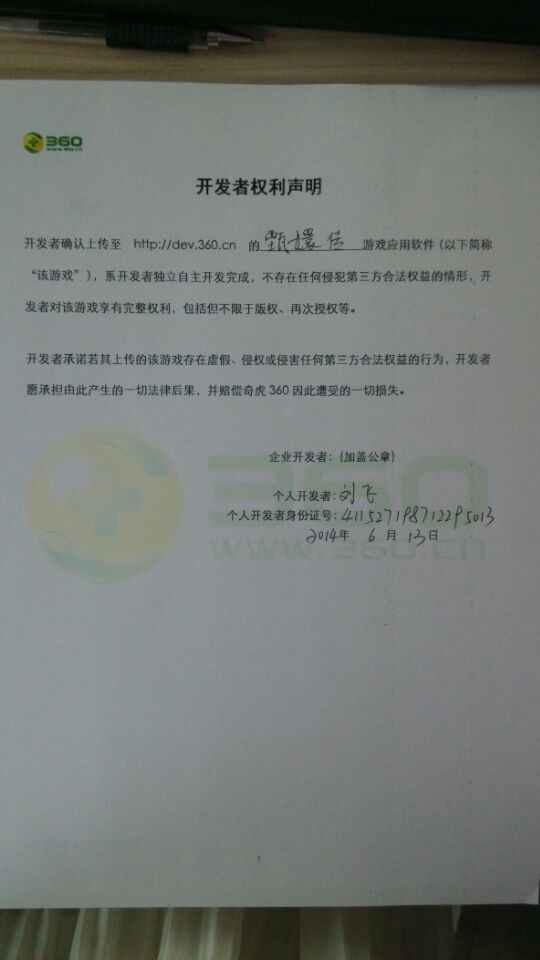 360
www.360.cn
开发者权利声明
开发者确认上传至 http://dev.360.cn 的 甄嬛传 游戏应用软件（以下简称
“该游戏”），系开发者独立自主开发完成，不存在任何侵犯第三方合法权益的情形，开
发者对该游戏享有完整权利，包括但不限于版权、再次授权等。
开发者承诺若其上传的该游戏存在虚假、侵权或侵害任何第三方合法权益的行为，开发者
愿承担由此产生的一切法律后果，并赔偿奇虎 360 因此遭受的一切损失。
企业开发者：（加盖公章）
360
www.360.cn
个人开发者：刘飞
个人开发者身份证号：411527198712295013
2014年 6 月 13日
1